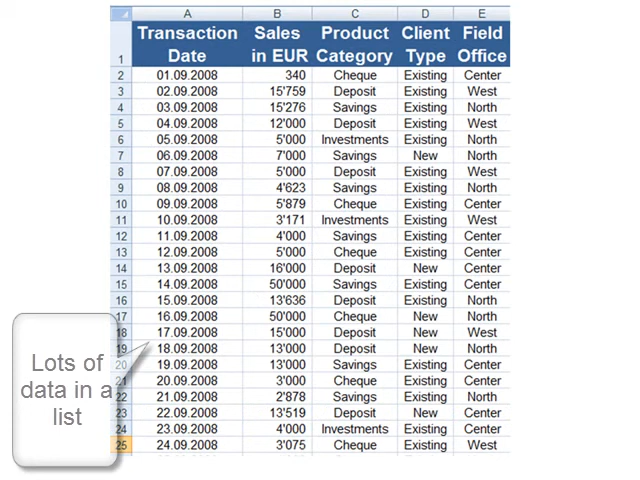 A B C D E
Transaction Sales Product Client Field
1 Date in EUR Category Type Office
2 01.09.2008 340 Cheque Existing Center
3 02.09.2008 15'759 Deposit Existing West
4 03.09.2008 15'276 Savings Existing North
5 04.09.2008 12'000 Deposit Existing West
6 05.09.2008 5'000 Investments Existing North
7 06.09.2008 7'000 Savings New North
8 07.09.2008 5'000 Deposit Existing West
9 08.09.2008 4'623 Savings Existing North
10 09.09.2008 5'879 Cheque Existing Center
11 10.09.2008 3'171 Investments Existing West
12 11.09.2008 4'000 Savings Existing Center
13 12.09.2008 5'000 Cheque Existing Center
14 13.09.2008 16'000 Deposit New Center
15 14.09.2008 50'000 Savings Existing Center
16 15.09.2008 13'636 Deposit Existing North
17 16.09.2008 50'000 Cheque New North
18 17.09.2008 15'000 Deposit New West
19 18.09.2008 13'000 Deposit New North
20 19.09.2008 13'000 Savings Existing Center
21 20.09.2008 3'000 Cheque Existing Center
22 21.09.2008 2'878 Savings Existing North
23 22.09.2008 13'519 Deposit New Center
24 23.09.2008 4'000 Investments Existing Center
25 24.09.2008 3'075 Cheque Existing West
Lots of
data in a
list